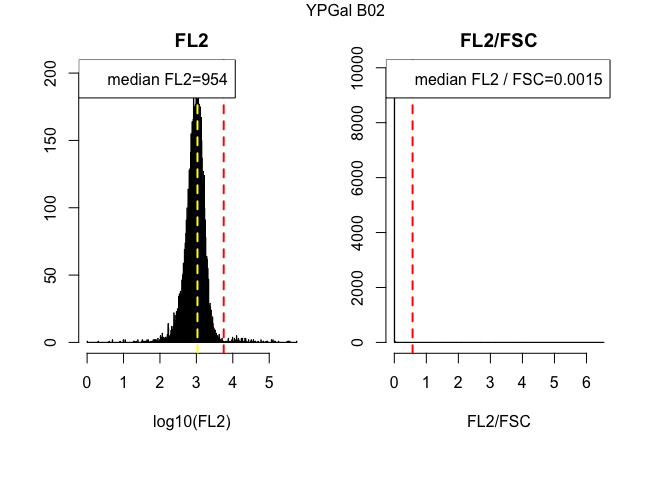 YPGal B02
FL2
FL2/FSC
median FL2=954
median FL2 / FSC=0.0015
200
150
100
50
0
10000
8000
6000
4000
2000
0
0 1 2 3 4 5
0 1 2 3 4 5 6
log10(FL2)
FL2/FSC